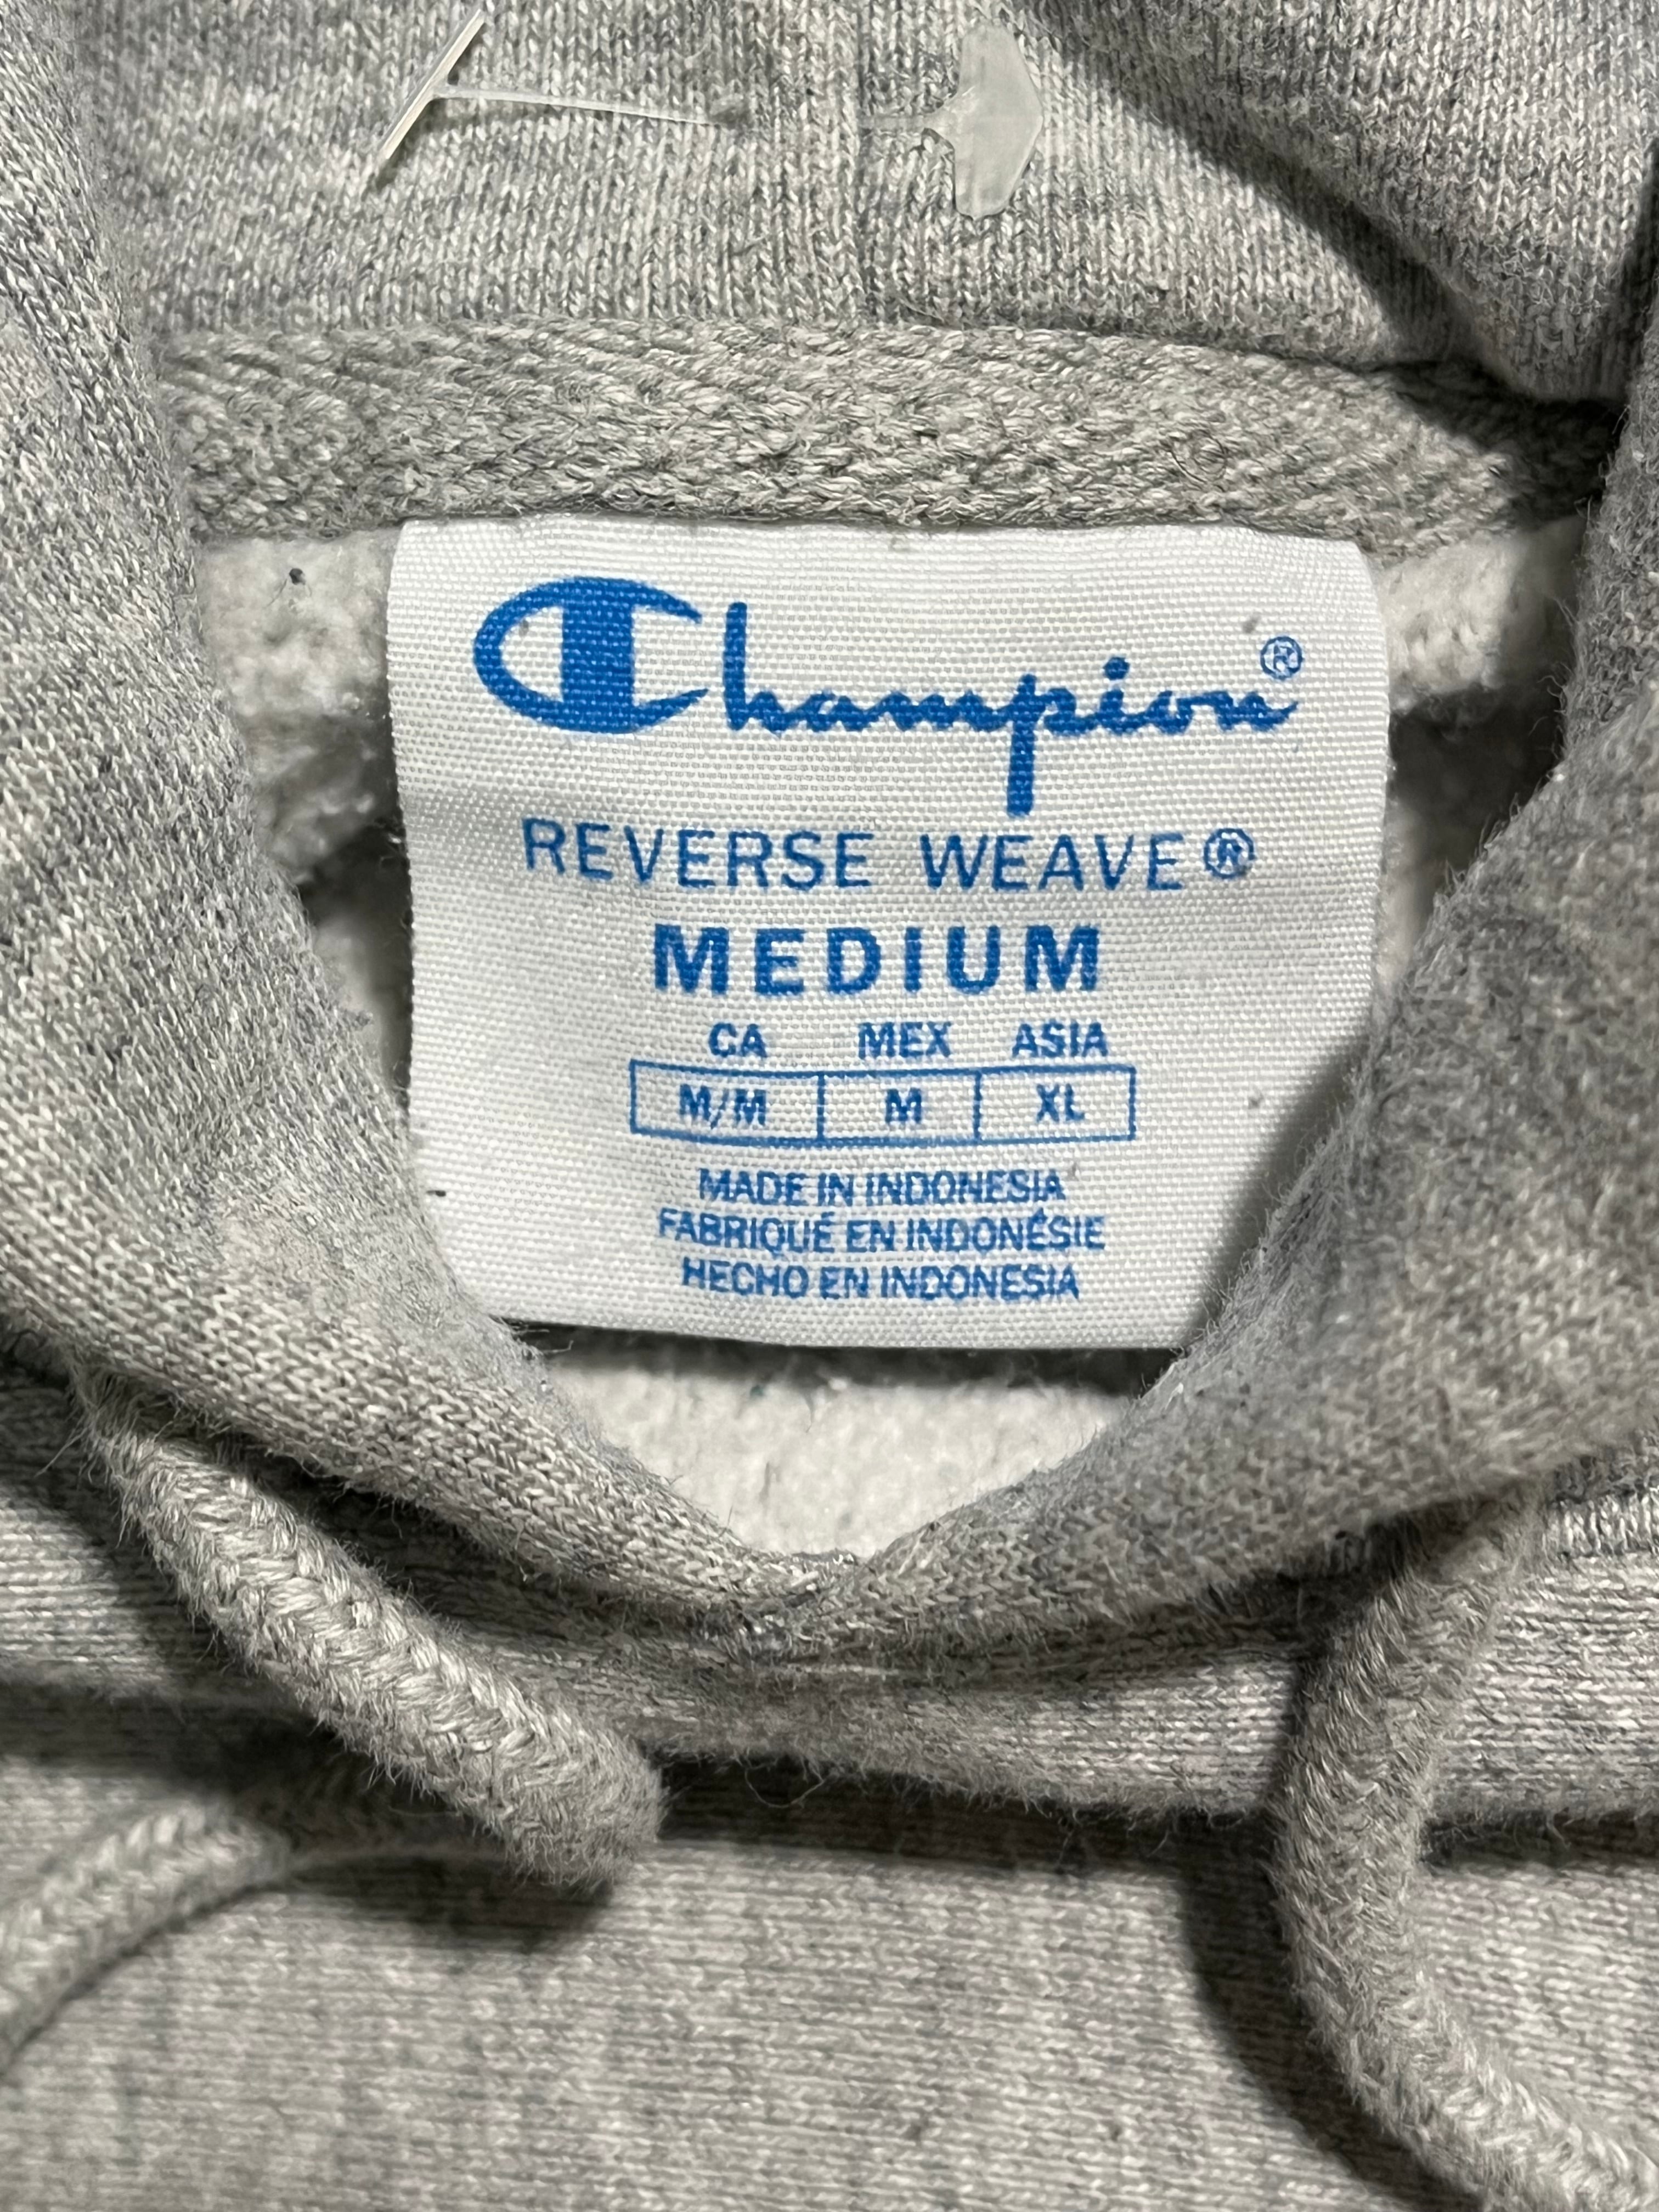 Champion®
REVERSE WEAVE®
MEDIUM
CA MEX ASIA
M/M M XL
MADE IN INDONESIA
FABRIQUÉ EN INDONÉSIE
HECHO EN INDONESIA